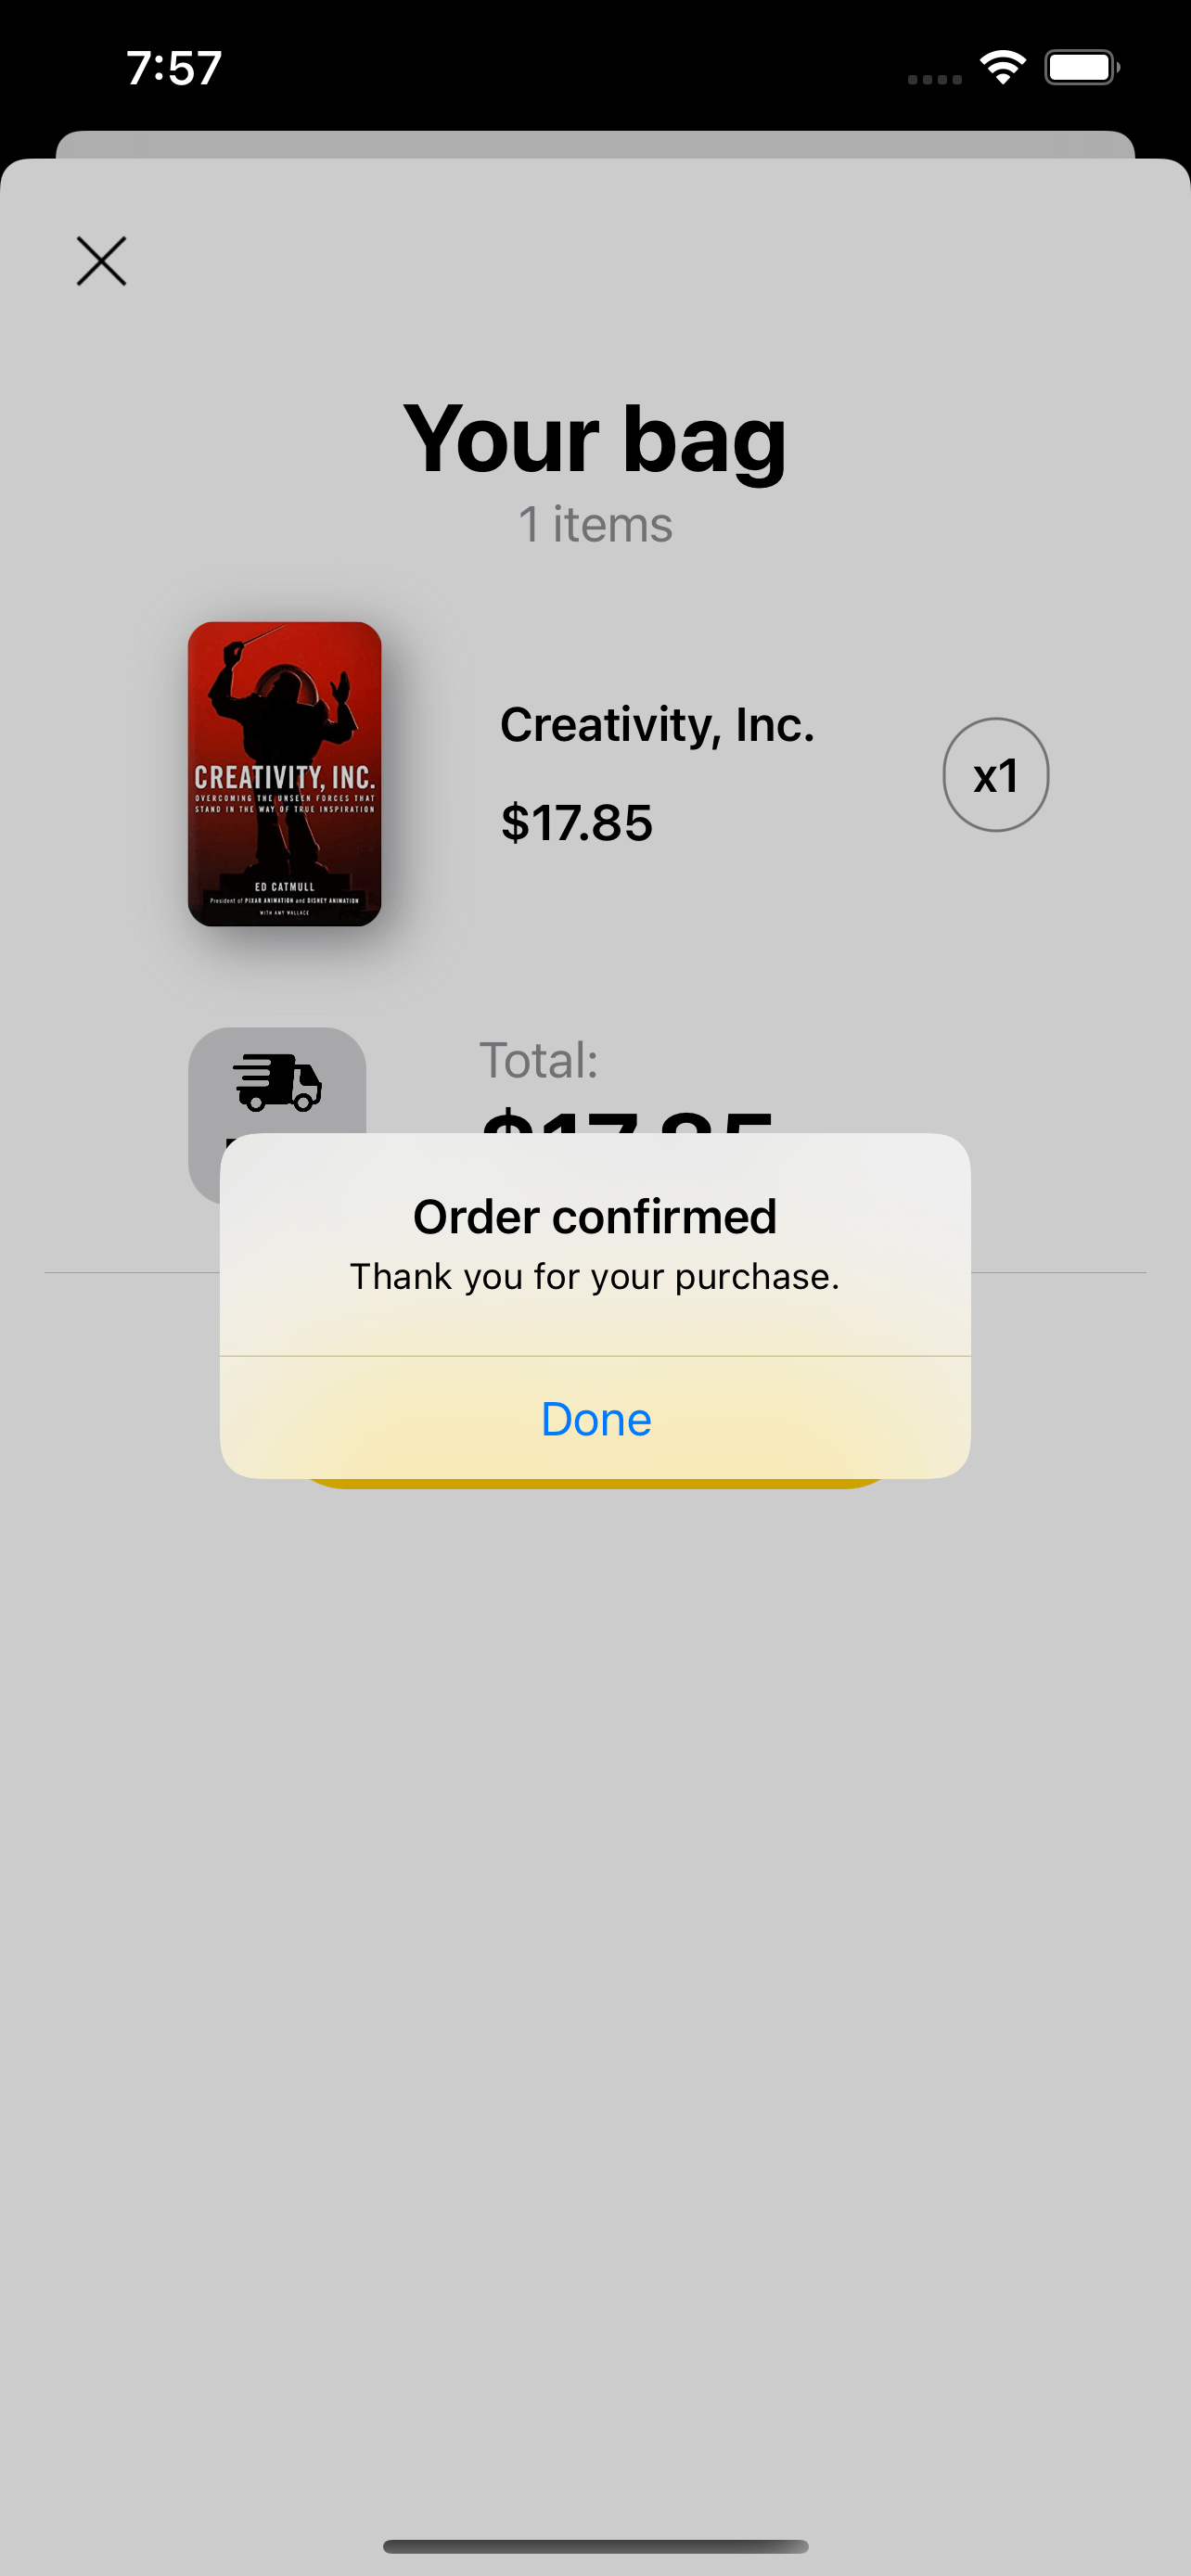 7:57
Your bag
1 items
CREATIVITY, INC.
OVERCOMING THE UNSEEN FORCES THAT
STAND IN THE WAY OF TRUE INSPIRATION
ED CATMULL
President of PIXAR ANIMATION and DISNEY ANIMATION
WITH AMY WALLACE
Creativity, Inc.
$17.85
x1
Total:
$17.85
Order confirmed
Thank you for your purchase.
Done